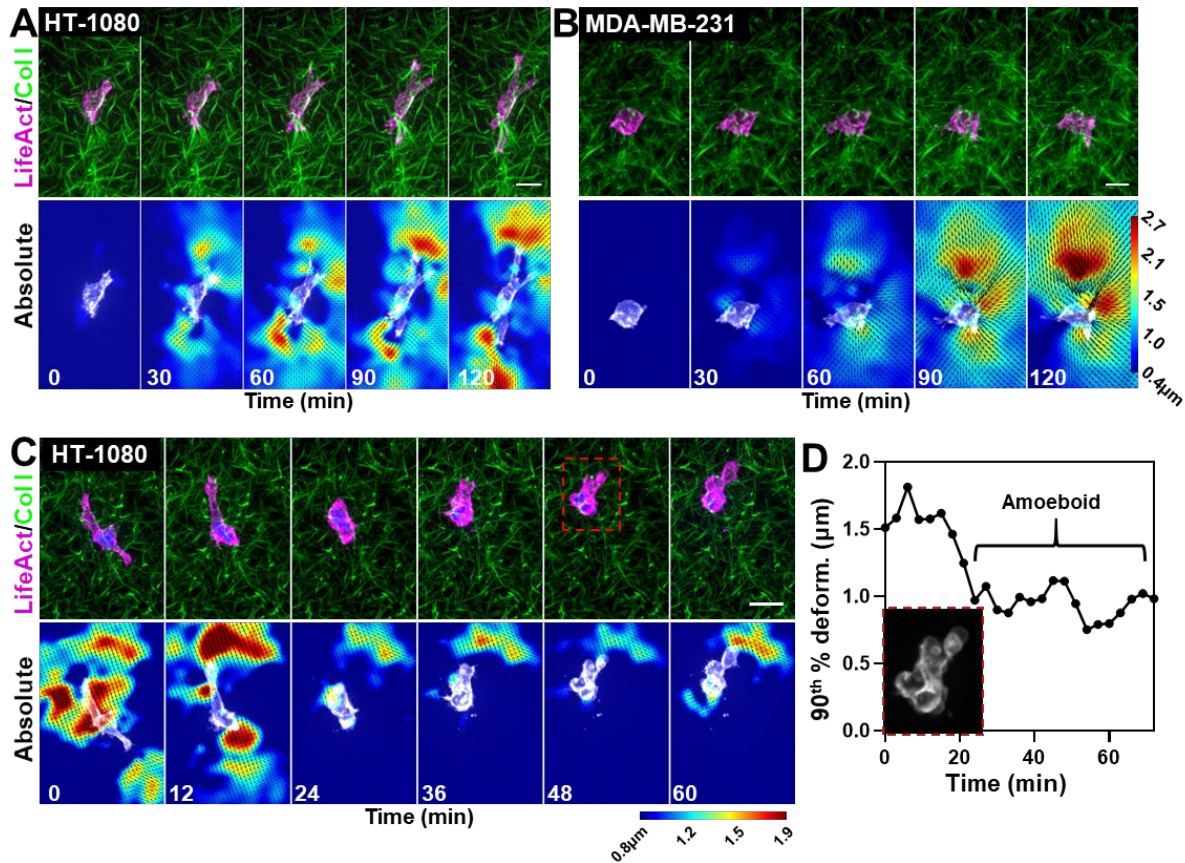 A HT-1080
LifeAct/Col I
Absolute
0 30 60 90 120
Time (min)
B MDA-MB-231
0 30 60 90 120
Time (min)
2.7
2.1
1.5
1.0
0.4µm
C HT-1080
LifeAct/Col I
Absolute
0 12 24 36 48 60
Time (min)
0.8µm 1.2 1.5 1.9
D
90th % deform. (µm)
2.0
1.5
1.0
0.5
0.0
Amoeboid
0 20 40 60
Time (min)